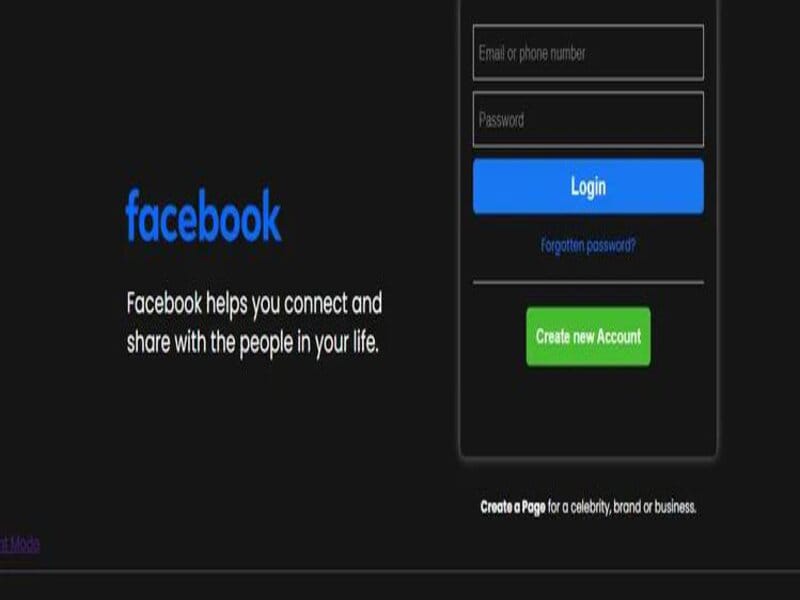 Email or phone number
Password
Login
Forgotten password?
Create new Account
facebook
Facebook helps you connect and
share with the people in your life.
Create a Page for a celebrity, brand or business.
Mode